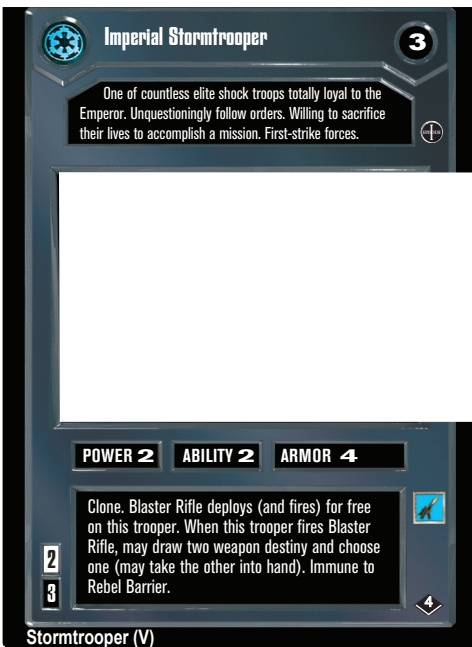 Imperial Stormtrooper
3
One of countless elite shock troops totally loyal to the
Emperor. Unquestioningly follow orders. Willing to sacrifice
their lives to accomplish a mission. First-strike forces.
POWER 2
ABILITY 2
ARMOR 4
Clone. Blaster Rifle deploys (and fires) for free
on this trooper. When this trooper fires Blaster
Rifle, may draw two weapon destiny and choose
one (may take the other into hand). Immune to
Rebel Barrier.
2
3
4
Stormtrooper (V)